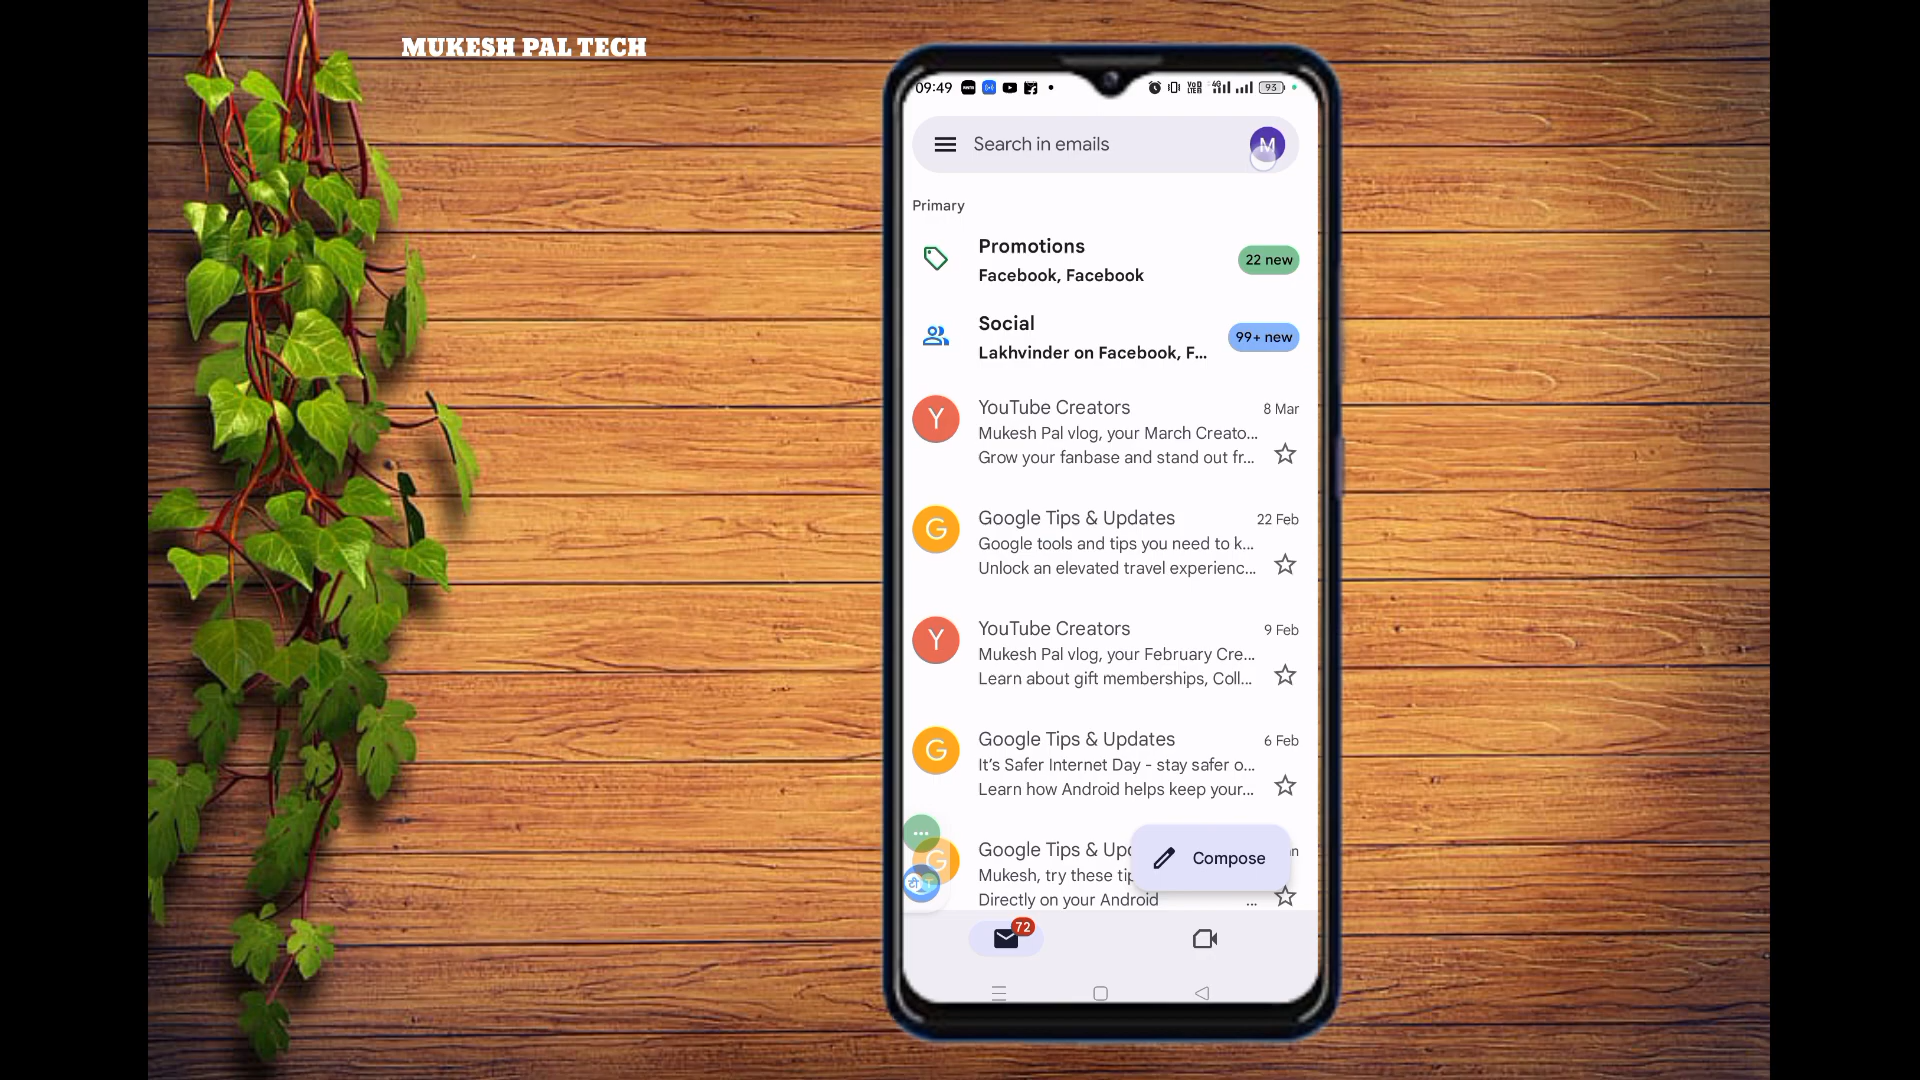 MUKESH PAL TECH
09:49
93
Search in emails
M
Primary
Promotions
22 new
Facebook, Facebook
Social
99+ new
Lakhvinder on Facebook, F...
Y
YouTube Creators
8 Mar
Mukesh Pal vlog, your March Creato...
Grow your fanbase and stand out fr...
G
Google Tips & Updates
22 Feb
Google tools and tips you need to k...
Unlock an elevated travel experienc...
Y
YouTube Creators
9 Feb
Mukesh Pal vlog, your February Cre...
Learn about gift memberships, Coll...
G
Google Tips & Updates
6 Feb
It's Safer Internet Day - stay safer o...
Learn how Android helps keep your...
G
Google Tips & Upd
Mukesh, try these tip
Directly on your Android ...
Compose
72